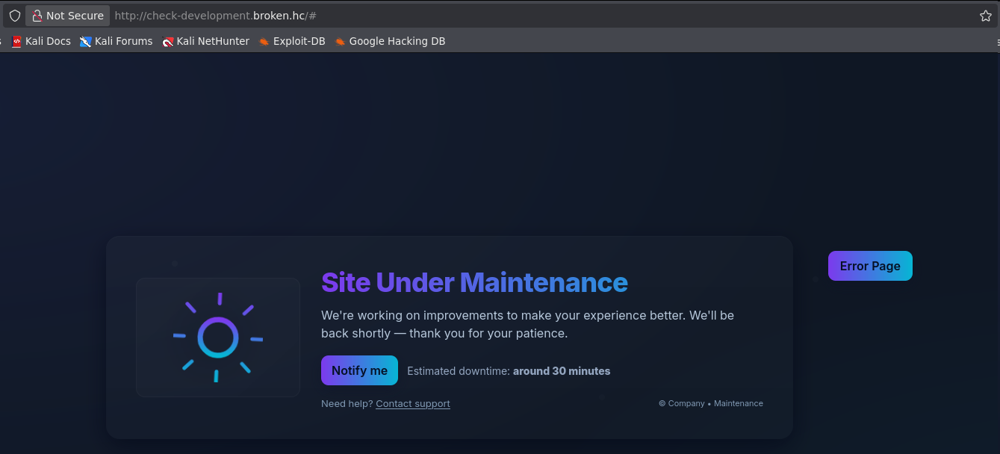 Not Secure http://check-development.broken.hc/#
Kali Docs Kali Forums Kali NetHunter Exploit-DB Google Hacking DB
Error Page
Site Under Maintenance
We're working on improvements to make your experience better. We'll be
back shortly — thank you for your patience.
Notify me Estimated downtime: around 30 minutes
Need help? Contact support © Company • Maintenance